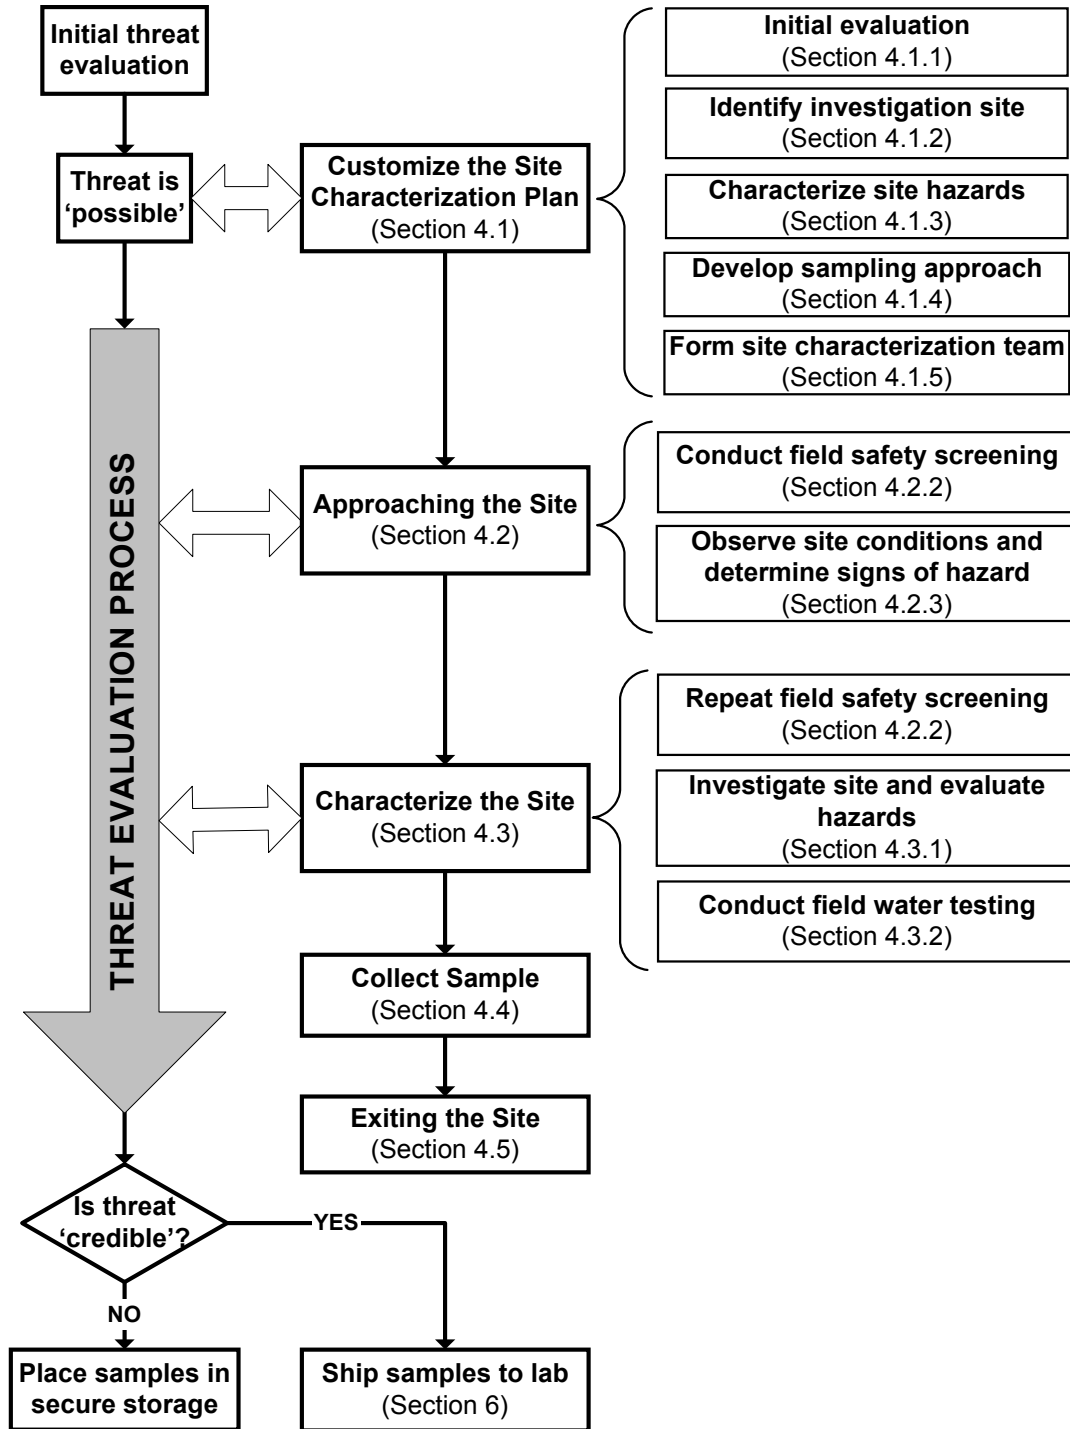 Initial threat
evaluation
Threat is
‘possible’
Customize the Site
Characterization Plan
(Section 4.1)
Initial evaluation
(Section 4.1.1)
Identify investigation site
(Section 4.1.2)
Characterize site hazards
(Section 4.1.3)
Develop sampling approach
(Section 4.1.4)
Form site characterization team
(Section 4.1.5)
THREAT EVALUATION PROCESS
Approaching the Site
(Section 4.2)
Conduct field safety screening
(Section 4.2.2)
Observe site conditions and
determine signs of hazard
(Section 4.2.3)
Characterize the Site
(Section 4.3)
Repeat field safety screening
(Section 4.2.2)
Investigate site and evaluate
hazards
(Section 4.3.1)
Conduct field water testing
(Section 4.3.2)
Collect Sample
(Section 4.4)
Exiting the Site
(Section 4.5)
Is threat
‘credible’?
YES
NO
Place samples in
secure storage
Ship samples to lab
(Section 6)